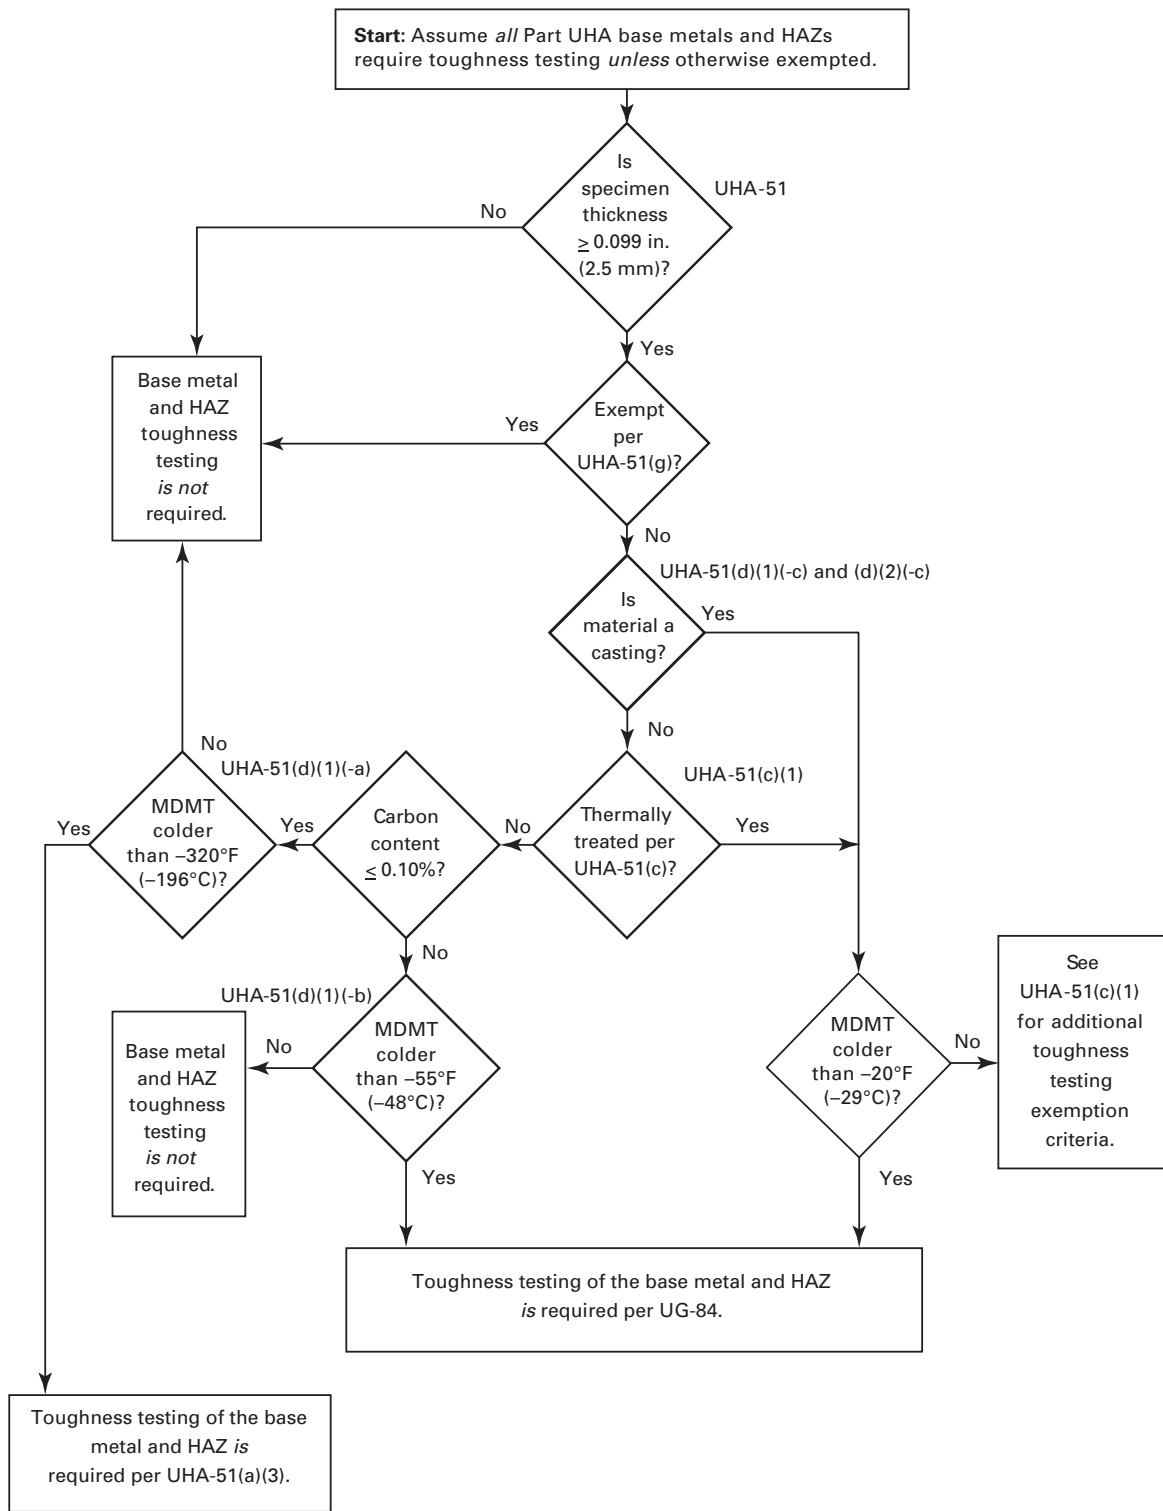 Start: Assume all Part UHA base metals and HAZs
require toughness testing unless otherwise exempted.
Is
specimen
thickness
≥ 0.099 in.
(2.5 mm)?
UHA-51
No
Yes
Base metal
and HAZ
toughness
testing
is not
required.
Exempt
per
UHA-51(g)?
Yes
No
UHA-51(d)(1)(-c) and (d)(2)(-c)
Is
material a
casting?
Yes
No
UHA-51(c)(1)
Thermally
treated per
UHA-51(c)?
Yes
No
Carbon
content
≤ 0.10%?
Yes
No
UHA-51(d)(1)(-a)
MDMT
colder
than –320°F
(–196°C)?
No
Yes
UHA-51(d)(1)(-b)
MDMT
colder
than –55°F
(–48°C)?
No
Yes
Base metal
and HAZ
toughness
testing
is not
required.
MDMT
colder
than –20°F
(–29°C)?
No
Yes
See
UHA-51(c)(1)
for additional
toughness
testing
exemption
criteria.
Toughness testing of the base metal and HAZ
is required per UG-84.
Toughness testing of the base
metal and HAZ is
required per UHA-51(a)(3).